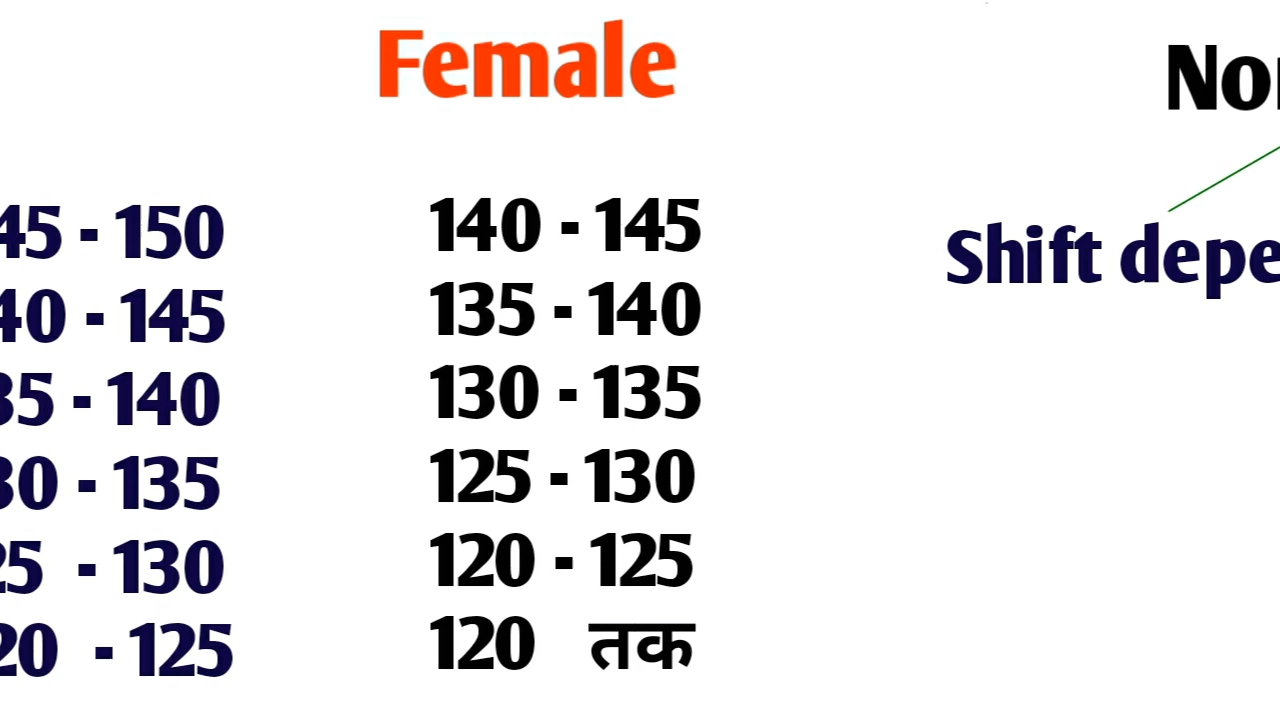 Female
45 - 150
40 - 145
35 - 140
30 - 135
25 - 130
20 - 125
140 - 145
135 - 140
130 - 135
125 - 130
120 - 125
120 तक
Nor
Shift depe